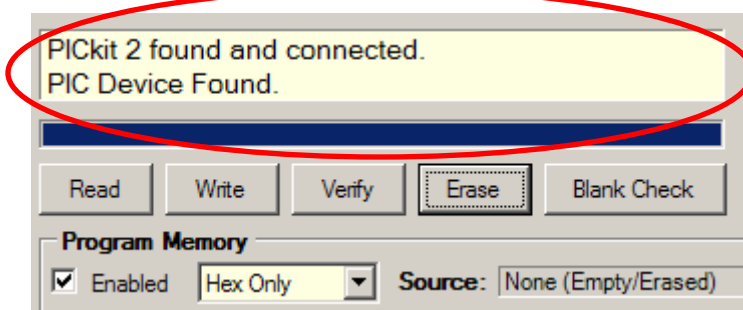 PICkit 2 found and connected.
PIC Device Found.
Read Write Verify Erase Blank Check
Program Memory
Enabled Hex Only Source: None (Empty/Erased)